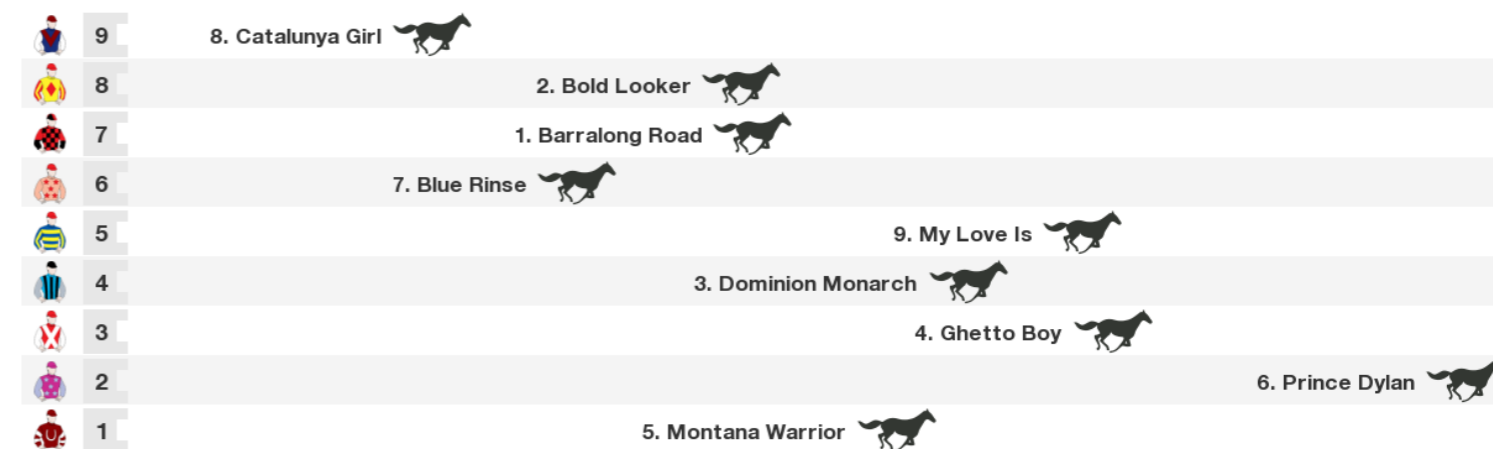 9 8. Catalunya Girl
8 2. Bold Looker
7 1. Barralong Road
6 7. Blue Rinse
5 9. My Love Is
4 3. Dominion Monarch
3 4. Ghetto Boy
2 6. Prince Dylan
1 5. Montana Warrior